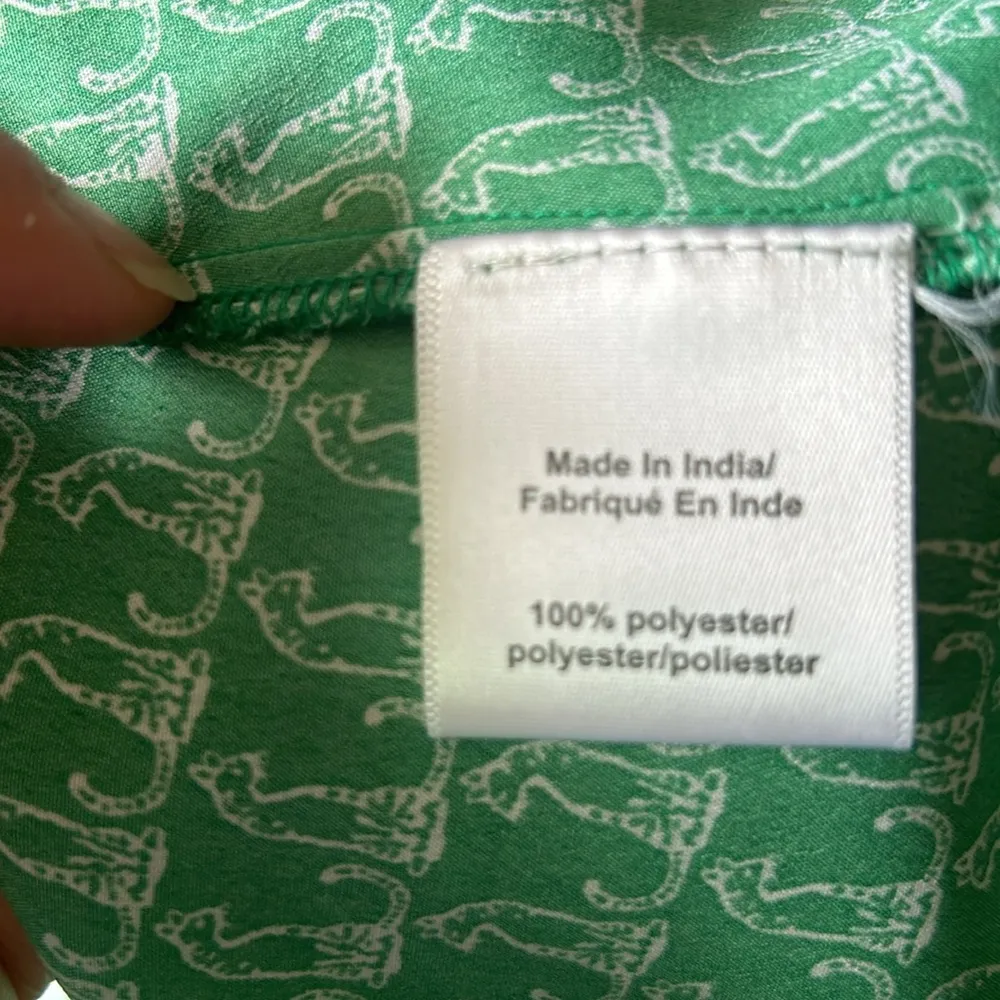 Made In India/
Fabriqué En Inde
100% polyester/
polyester/poliester